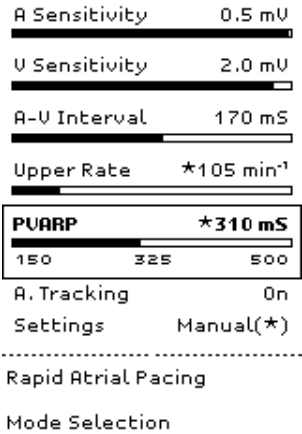 A Sensitivity 0.5 mV
V Sensitivity 2.0 mV
A-V Interval 170 mS
Upper Rate *105 min⁻¹
PVARP *310 mS
150 325 500
A. Tracking On
Settings Manual(*)
Rapid Atrial Pacing
Mode Selection